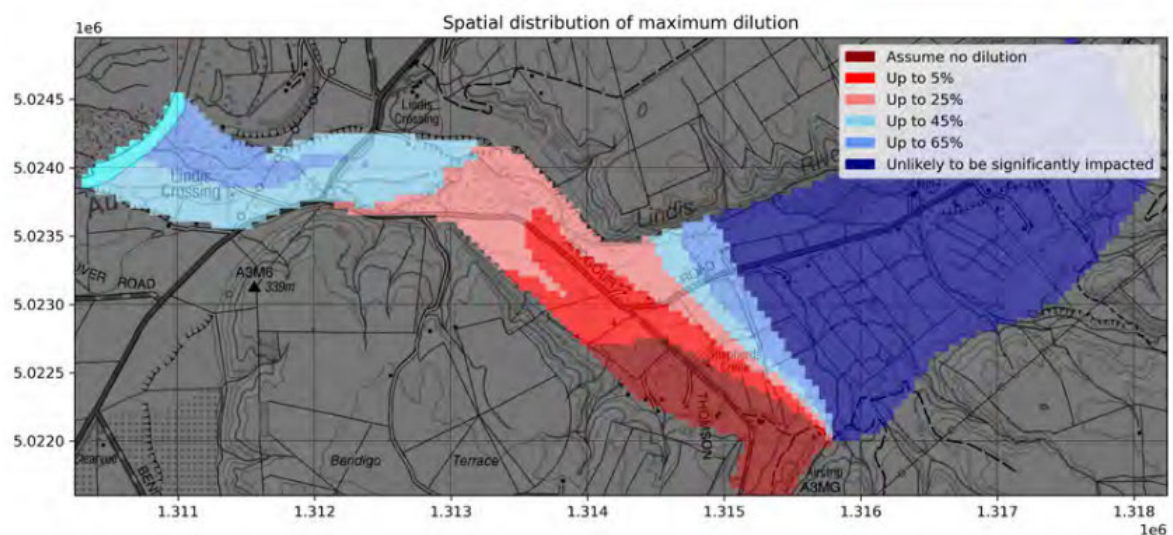 Spatial distribution of maximum dilution
1e6
Assume no dilution
Up to 5%
Up to 25%
Up to 45%
Up to 65%
Unlikely to be significantly impacted
5.0245
5.0240
5.0235
5.0230
5.0225
5.0220
Lindis
Crossing
Lindis
Crossing
Lindis
ROAD
IVER ROAD
A3M6
339m
THOMSON
Bendigo
Terrace
Airstrip
A3MG
1.311
1.312
1.313
1.314
1.315
1.316
1.317
1.318
1e6